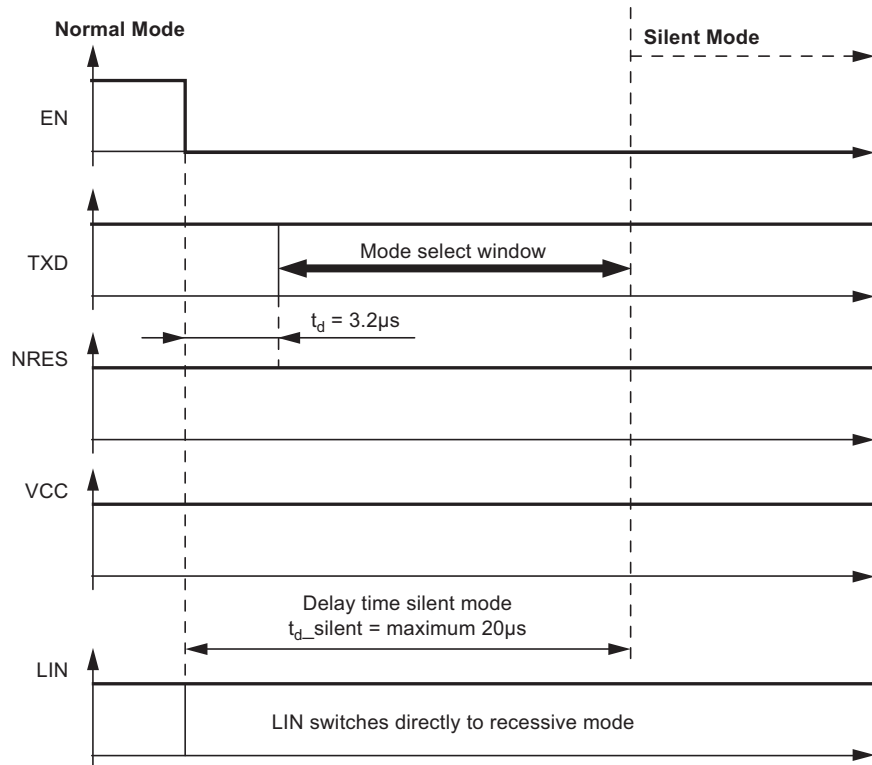 Normal Mode
Silent Mode
EN
TXD
Mode select window
t_d = 3.2µs
NRES
VCC
Delay time silent mode
t_d_silent = maximum 20µs
LIN
LIN switches directly to recessive mode